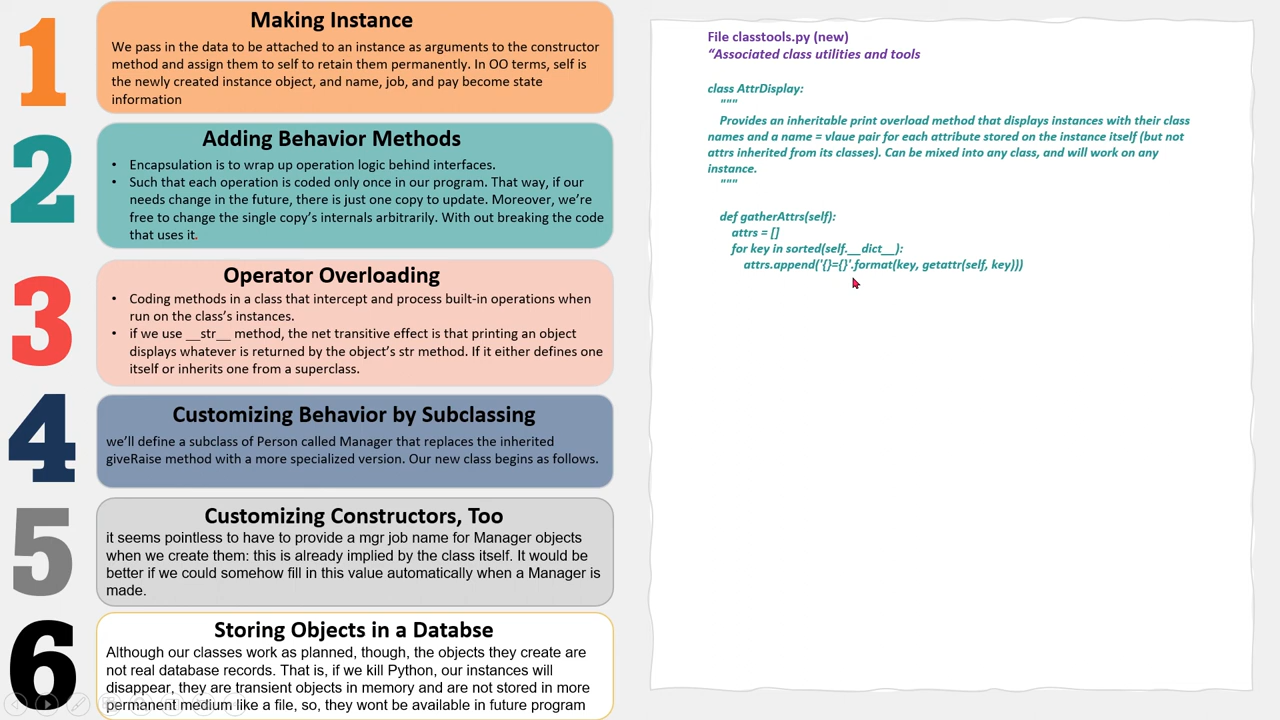 1
Making Instance
We pass in the data to be attached to an instance as arguments to the constructor
method and assign them to self to retain them permanently. In OO terms, self is
the newly created instance object, and name, job, and pay become state
information
2
Adding Behavior Methods
• Encapsulation is to wrap up operation logic behind interfaces.
• Such that each operation is coded only once in our program. That way, if our
needs change in the future, there is just one copy to update. Moreover, we're
free to change the single copy's internals arbitrarily. With out breaking the code
that uses it.
3
Operator Overloading
• Coding methods in a class that intercept and process built-in operations when
run on the class's instances.
• if we use __str__ method, the net transitive effect is that printing an object
displays whatever is returned by the object's str method. If it either defines one
itself or inherits one from a superclass.
4
Customizing Behavior by Subclassing
we'll define a subclass of Person called Manager that replaces the inherited
giveRaise method with a more specialized version. Our new class begins as follows.
5
Customizing Constructors, Too
it seems pointless to have to provide a mgr job name for Manager objects
when we create them: this is already implied by the class itself. It would be
better if we could somehow fill in this value automatically when a Manager is
made.
6
Storing Objects in a Databse
Although our classes work as planned, though, the objects they create are
not real database records. That is, if we kill Python, our instances will
disappear, they are transient objects in memory and are not stored in more
permanent medium like a file, so, they wont be available in future program
File classtools.py (new)
“Associated class utilities and tools
class AttrDisplay:
"""
Provides an inheritable print overload method that displays instances with their class
names and a name = vlaue pair for each attribute stored on the instance itself (but not
attrs inherited from its classes). Can be mixed into any class, and will work on any
instance.
"""
def gatherAttrs(self):
attrs = []
for key in sorted(self.__dict__):
attrs.append('{}={}'.format(key, getattr(self, key)))